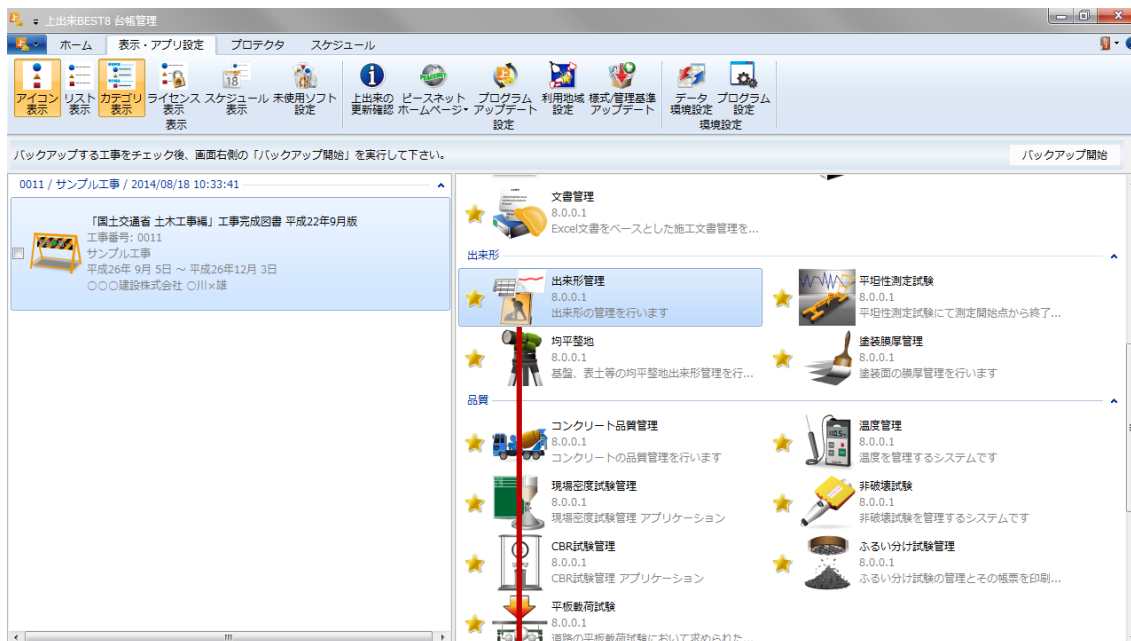 上出来BEST8 台帳管理
ホーム 表示・アプリ設定 プロテクタ スケジュール
アイコン表示 リスト表示 カテゴリ表示 ライセンス表示 スケジュール表示 未使用ソフト設定 上出来の更新確認 ピースネットホームページ プログラムアップデート 利用地域設定 様式/管理基準アップデート データ環境設定 プログラム設定
表示 設定 環境設定
バックアップする工事をチェック後、画面右側の「バックアップ開始」を実行して下さい。 バックアップ開始
0011 / サンプル工事 / 2014/08/18 10:33:41
「国土交通省 土木工事編」工事完成図書 平成22年9月版
工事番号: 0011
サンプル工事
平成26年 9月 5日 ～ 平成26年12月 3日
○○○建設株式会社 ○川×雄
文書管理
8.0.0.1
Excel文書をベースとした施工文書管理を...
出来形
出来形管理
8.0.0.1
出来形の管理を行います
平坦性測定試験
8.0.0.1
平坦性測定試験にて測定開始点から終了...
均平整地
8.0.0.1
基盤、表土等の均平整地出来形管理を行...
塗装膜厚管理
8.0.0.1
塗装面の膜厚管理を行います
品質
コンクリート品質管理
8.0.0.1
コンクリートの品質管理を行います
温度管理
8.0.0.1
温度を管理するシステムです
現場密度試験管理
8.0.0.1
現場密度試験管理 アプリケーション
非破壊試験
8.0.0.1
非破壊試験を管理するシステムです
CBR試験管理
8.0.0.1
CBR試験管理 アプリケーション
ふるい分け試験管理
8.0.0.1
ふるい分け試験の管理とその帳票を印刷...
平板載荷試験
8.0.0.1
道路の平板載荷試験において求められた...